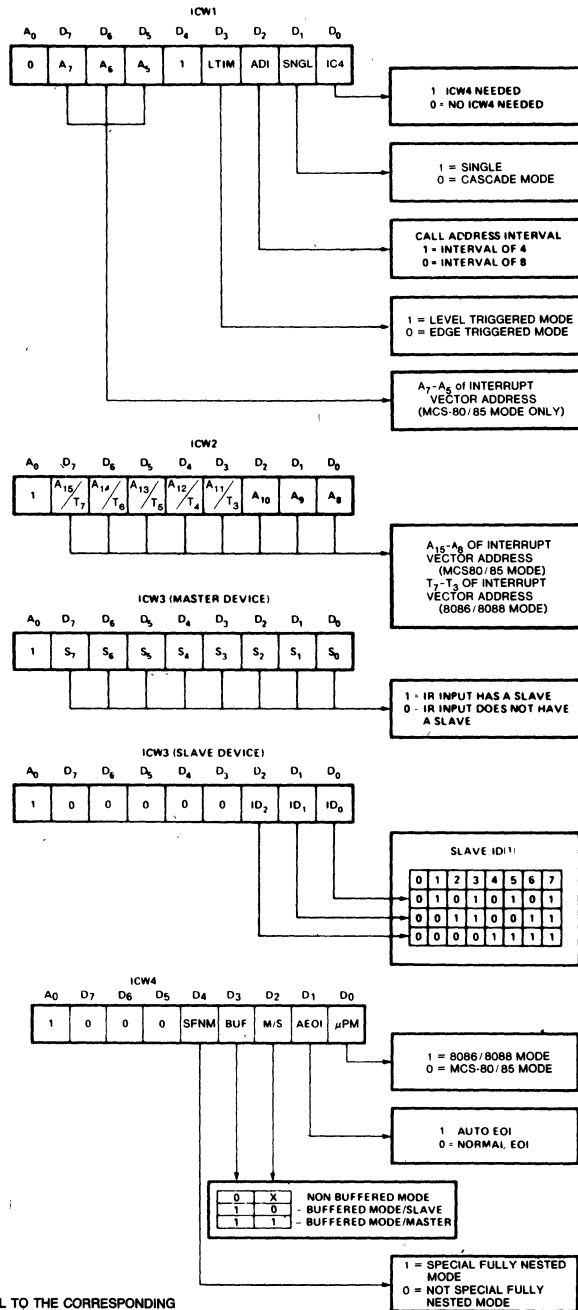 ICW1
A0 D7 D6 D5 D4 D3 D2 D1 D0
0 A7 A6 A5 1 LTIM ADI SNGL IC4
1 ICW4 NEEDED
0 = NO ICW4 NEEDED
1 = SINGLE
0 = CASCADE MODE
CALL ADDRESS INTERVAL
1 = INTERVAL OF 4
0 = INTERVAL OF 8
1 = LEVEL TRIGGERED MODE
0 = EDGE TRIGGERED MODE
A7-A5 of INTERRUPT
VECTOR ADDRESS
(MCS-80/85 MODE ONLY)
ICW2
A0 D7 D6 D5 D4 D3 D2 D1 D0
1 A15/T7 A14/T6 A13/T5 A12/T4 A11/T3 A10 A9 A8
A15-A8 OF INTERRUPT
VECTOR ADDRESS
(MCS80/85 MODE)
T7-T3 OF INTERRUPT
VECTOR ADDRESS
(8086/8088 MODE)
ICW3 (MASTER DEVICE)
A0 D7 D6 D5 D4 D3 D2 D1 D0
1 S7 S6 S5 S4 S3 S2 S1 S0
1 = IR INPUT HAS A SLAVE
0 - IR INPUT DOES NOT HAVE
A SLAVE
ICW3 (SLAVE DEVICE)
A0 D7 D6 D5 D4 D3 D2 D1 D0
1 0 0 0 0 0 ID2 ID1 ID0
SLAVE ID(1)
0 1 2 3 4 5 6 7
0 1 0 1 0 1 0 1
0 0 1 1 0 0 1 1
0 0 0 0 1 1 1 1
ICW4
A0 D7 D6 D5 D4 D3 D2 D1 D0
1 0 0 0 SFNM BUF M/S AEOI µPM
1 = 8086/8088 MODE
0 = MCS-80/85 MODE
1 AUTO EOI
0 = NORMAL EOI
0 X NON BUFFERED MODE
1 0 - BUFFERED MODE/SLAVE
1 1 - BUFFERED MODE/MASTER
1 = SPECIAL FULLY NESTED
MODE
0 = NOT SPECIAL FULLY
NESTED MODE
L TO THE CORRESPONDING